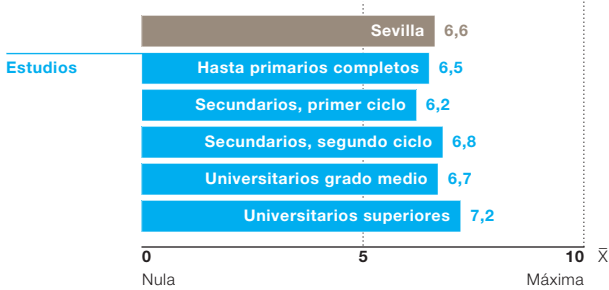 Sevilla 6,6
Estudios
Hasta primarios completos 6,5
Secundarios, primer ciclo 6,2
Secundarios, segundo ciclo 6,8
Universitarios grado medio 6,7
Universitarios superiores 7,2
0 5 10 X̅
Nula Máxima